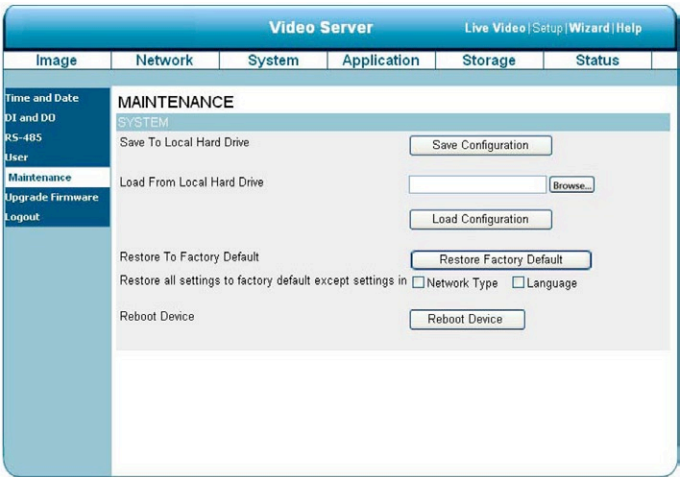 Video Server
Live Video | Setup | Wizard | Help
Image Network System Application Storage Status
Time and Date
DI and DO
RS-485
User
Maintenance
Upgrade Firmware
Logout
MAINTENANCE
SYSTEM
Save To Local Hard Drive Save Configuration
Load From Local Hard Drive Browse...
Load Configuration
Restore To Factory Default Restore Factory Default
Restore all settings to factory default except settings in Network Type Language
Reboot Device Reboot Device